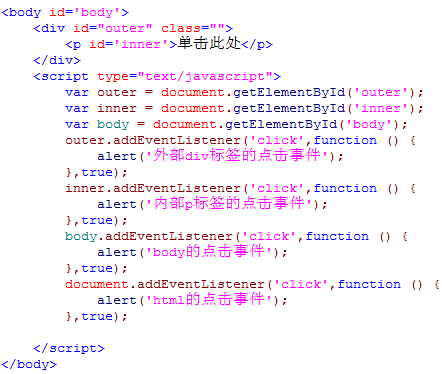 <body id='body'>
    <div id="outer" class="">
        <p id='inner'>单击此处</p>
    </div>
    <script type="text/javascript">
        var outer = document.getElementById('outer');
        var inner = document.getElementById('inner');
        var body = document.getElementById('body');
        outer.addEventListener('click',function () {
            alert('外部div标签的点击事件');
        },true);
        inner.addEventListener('click',function () {
            alert('内部p标签的点击事件');
        },true);
        body.addEventListener('click',function () {
            alert('body的点击事件');
        },true);
        document.addEventListener('click',function () {
            alert('html的点击事件');
        },true);
    </script>
</body>